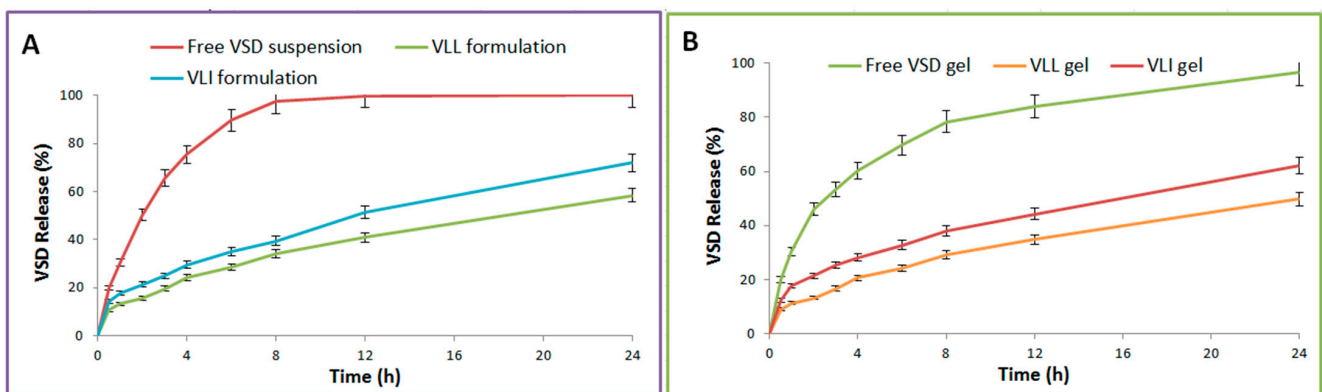 A
Free VSD suspension
VLL formulation
VLI formulation
VSD Release (%)
100
80
60
40
20
0
0 4 8 12 16 20 24
Time (h)
B
Free VSD gel
VLL gel
VLI gel
VSD Release (%)
100
80
60
40
20
0
0 4 8 12 16 20 24
Time (h)